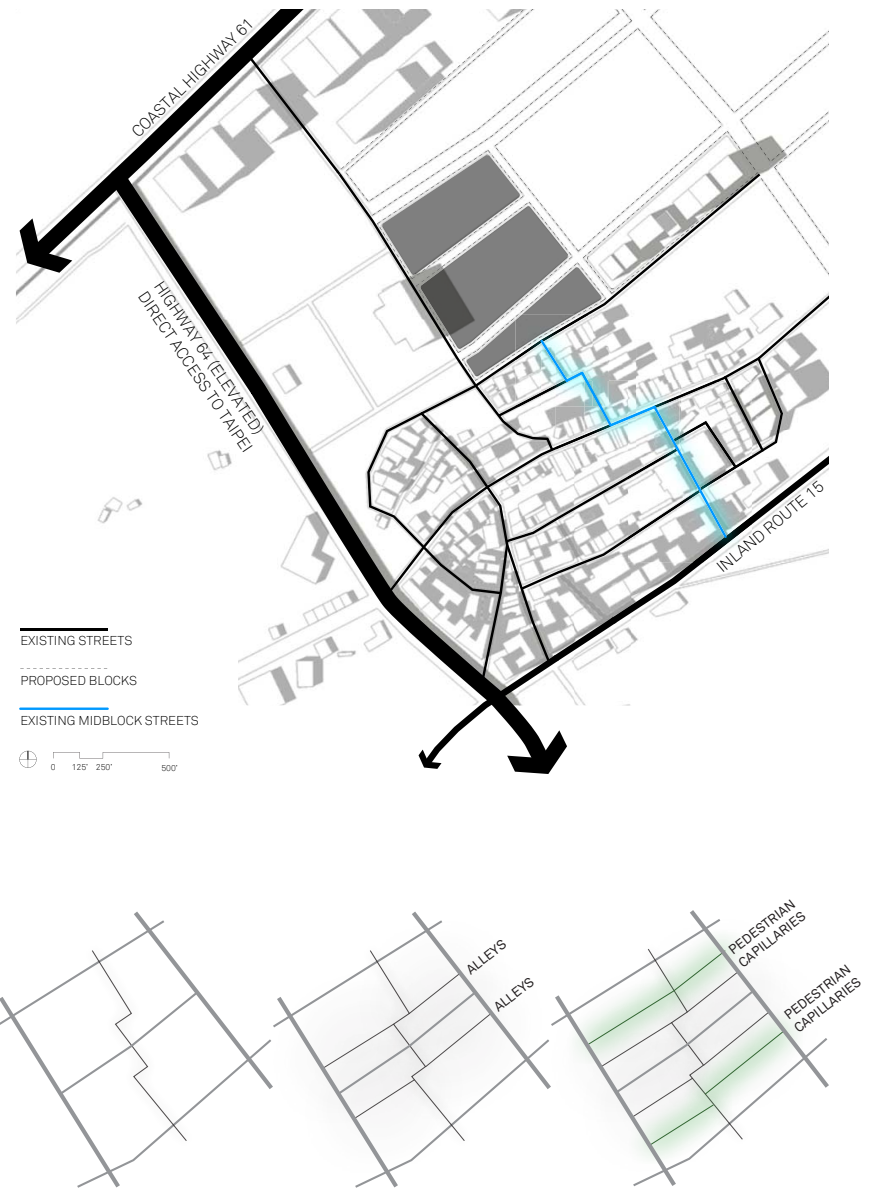 COASTAL HIGHWAY 61
HIGHWAY 64 (ELEVATED)
DIRECT ACCESS TO TAIPEI
INLAND ROUTE 15
EXISTING STREETS
PROPOSED BLOCKS
EXISTING MIDBLOCK STREETS
0 125' 250' 500'
ALLEYS
ALLEYS
PEDESTRIAN
CAPILLARIES
PEDESTRIAN
CAPILLARIES